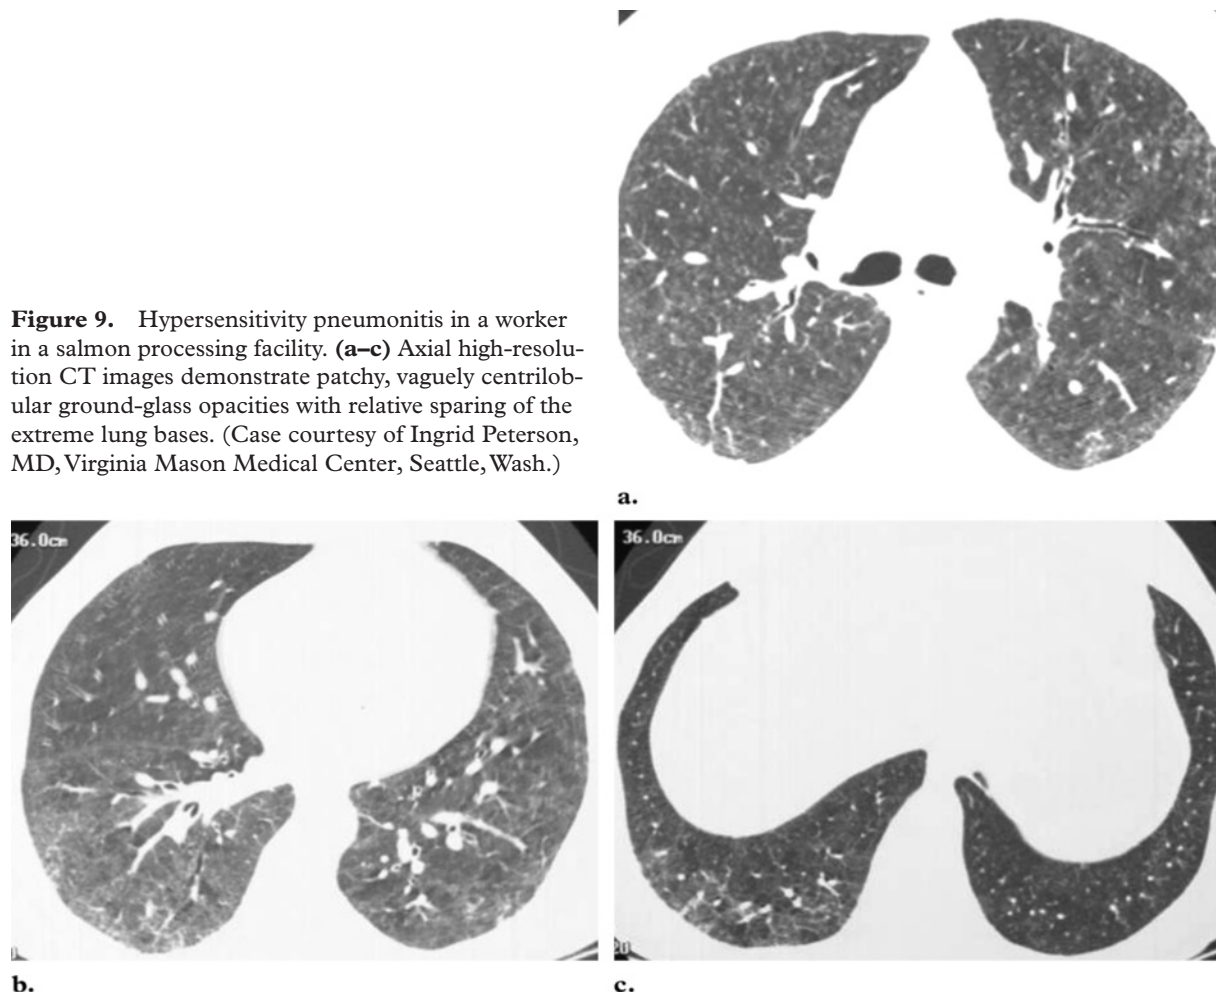 Figure 9. Hypersensitivity pneumonitis in a worker
in a salmon processing facility. (a–c) Axial high-resolu-
tion CT images demonstrate patchy, vaguely centrilob-
ular ground-glass opacities with relative sparing of the
extreme lung bases. (Case courtesy of Ingrid Peterson,
MD, Virginia Mason Medical Center, Seattle, Wash.)
a.
36.0cm
36.0cm
b.
c.